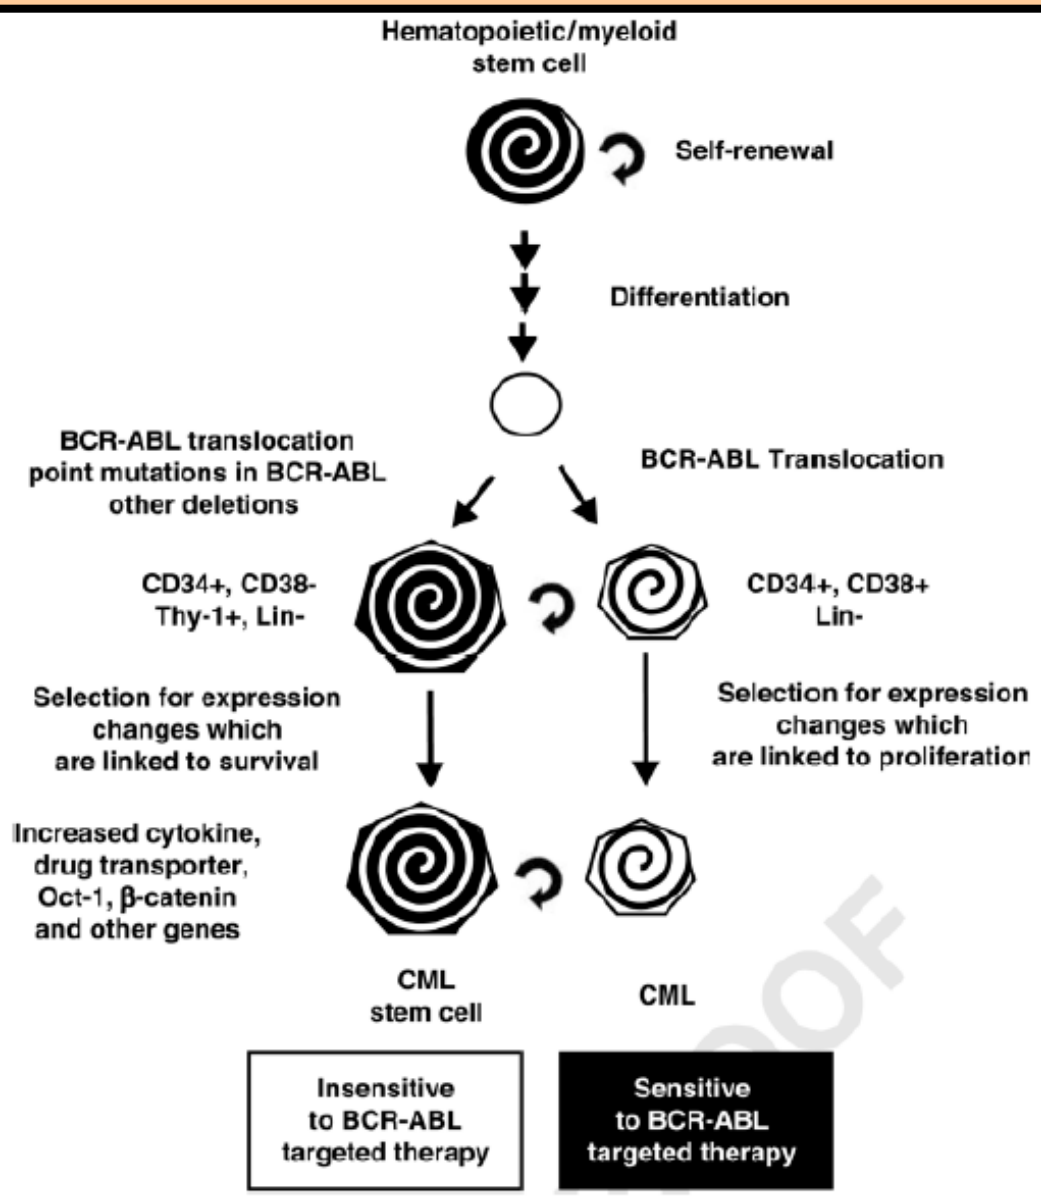 Hematopoietic/myeloid
stem cell
Self-renewal
Differentiation
BCR-ABL translocation
point mutations in BCR-ABL
other deletions
BCR-ABL Translocation
CD34+, CD38-
Thy-1+, Lin-
CD34+, CD38+
Lin-
Selection for expression
changes which
are linked to survival
Selection for expression
changes which
are linked to proliferation
Increased cytokine,
drug transporter,
Oct-1, β-catenin
and other genes
CML
stem cell
CML
Insensitive
to BCR-ABL
targeted therapy
Sensitive
to BCR-ABL
targeted therapy